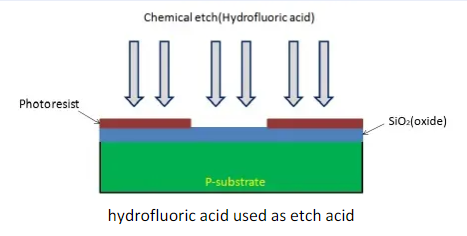 Chemical etch(Hydrofluoric acid)
Photoresist
SiO₂(oxide)
P-substrate
hydrofluoric acid used as etch acid